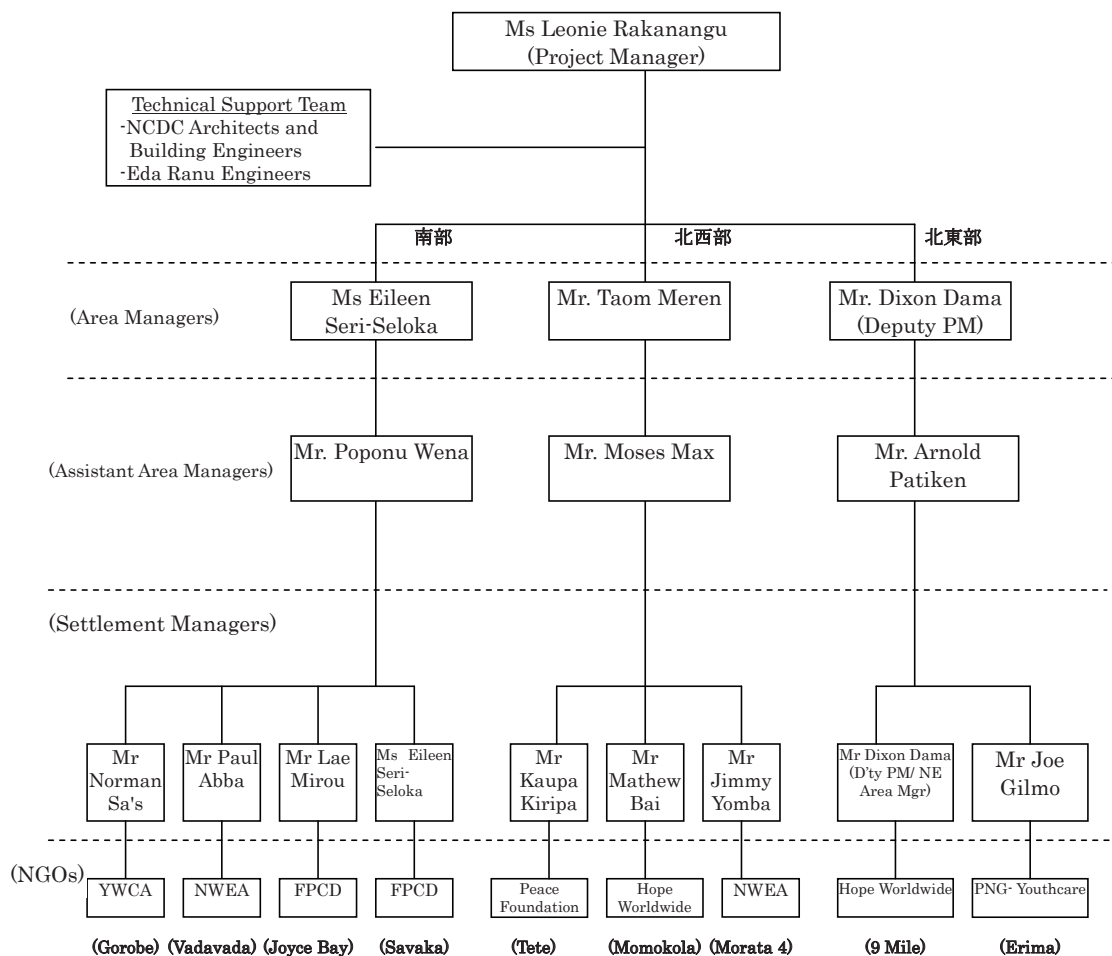 Ms Leonie Rakanangu
(Project Manager)
Technical Support Team
-NCDC Architects and
Building Engineers
-Eda Ranu Engineers
南部
北西部
北東部
(Area Managers)
Ms Eileen
Seri-Seloka
Mr. Taom Meren
Mr. Dixon Dama
(Deputy PM)
(Assistant Area Managers)
Mr. Poponu Wena
Mr. Moses Max
Mr. Arnold
Patiken
(Settlement Managers)
Mr
Norman
Sa's
Mr Paul
Abba
Mr Lae
Mirou
Ms Eileen
Seri-
Seloka
Mr
Kaupa
Kiripa
Mr
Mathew
Bai
Mr
Jimmy
Yomba
Mr Dixon Dama
(D'ty PM/ NE
Area Mgr)
Mr Joe
Gilmo
(NGOs)
YWCA
NWEA
FPCD
FPCD
Peace
Foundation
Hope
Worldwide
NWEA
Hope Worldwide
PNG- Youthcare
(Gorobe)
(Vadavada)
(Joyce Bay)
(Savaka)
(Tete)
(Momokola)
(Morata 4)
(9 Mile)
(Erima)